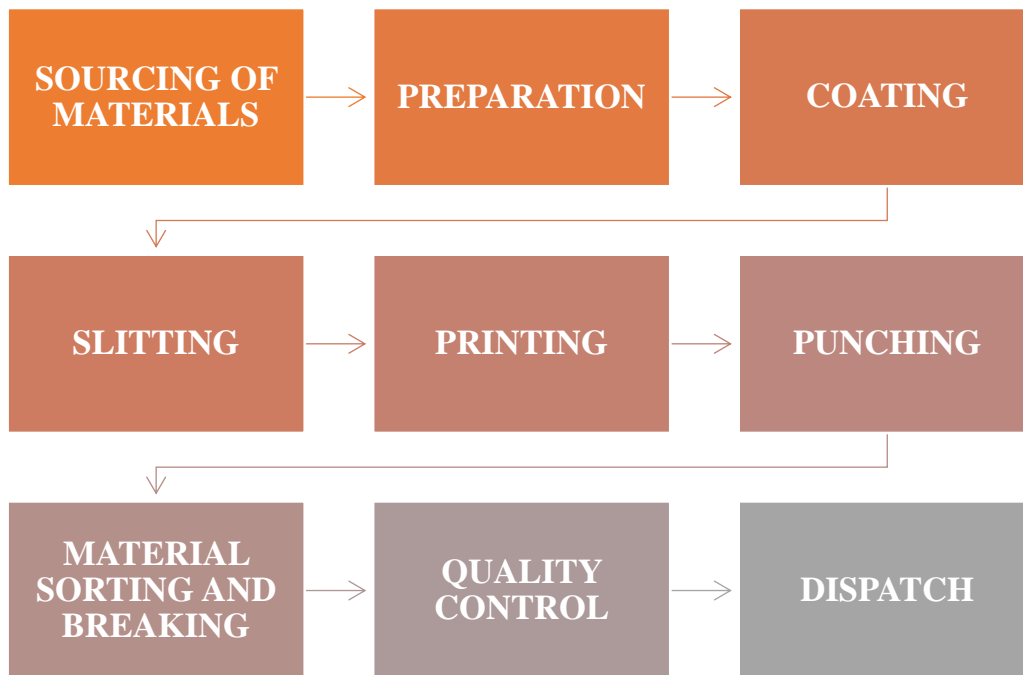 SOURCING OF
MATERIALS
PREPARATION
COATING
SLITTING
PRINTING
PUNCHING
MATERIAL
SORTING AND
BREAKING
QUALITY
CONTROL
DISPATCH